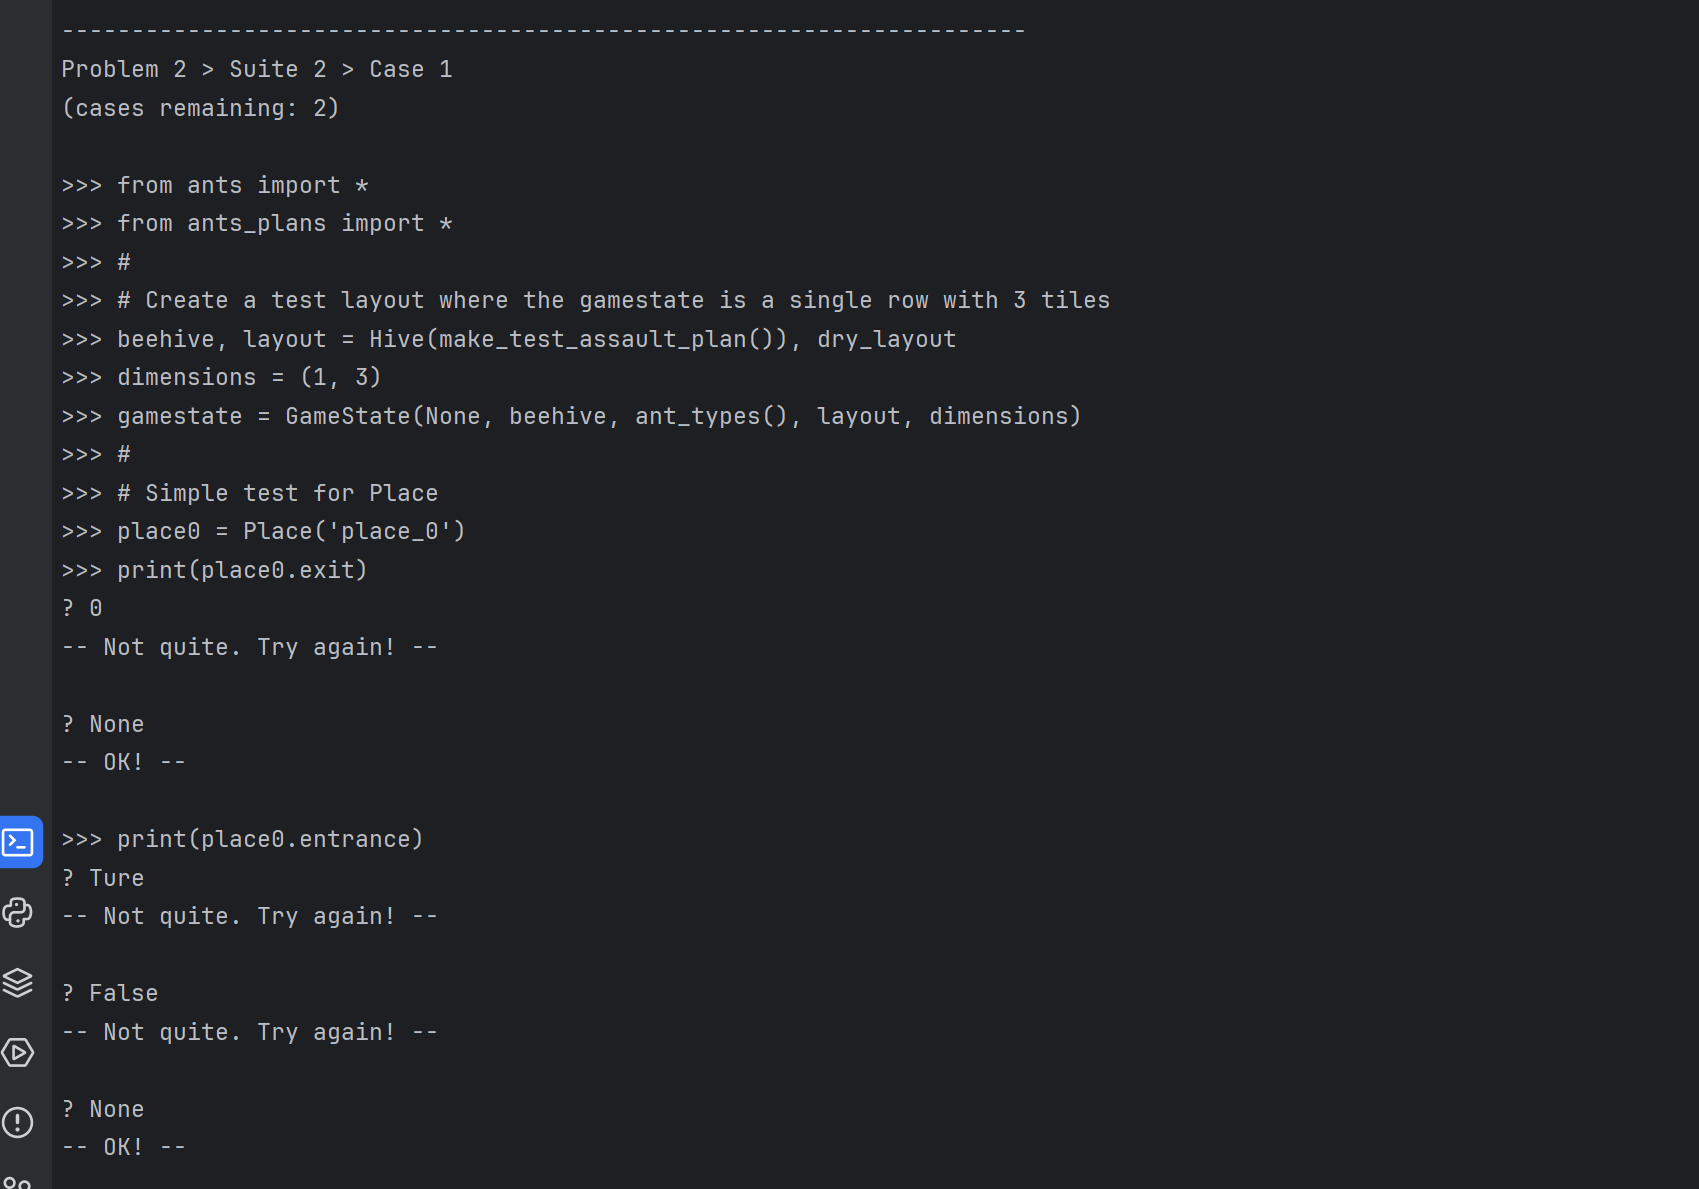 ---------------------------------------------------------------------
Problem 2 > Suite 2 > Case 1
(cases remaining: 2)
>>> from ants import *
>>> from ants_plans import *
>>> #
>>> # Create a test layout where the gamestate is a single row with 3 tiles
>>> beehive, layout = Hive(make_test_assault_plan()), dry_layout
>>> dimensions = (1, 3)
>>> gamestate = GameState(None, beehive, ant_types(), layout, dimensions)
>>> #
>>> # Simple test for Place
>>> place0 = Place('place_0')
>>> print(place0.exit)
? 0
-- Not quite. Try again! --
? None
-- OK! --
>>> print(place0.entrance)
? Ture
-- Not quite. Try again! --
? False
-- Not quite. Try again! --
? None
-- OK! --